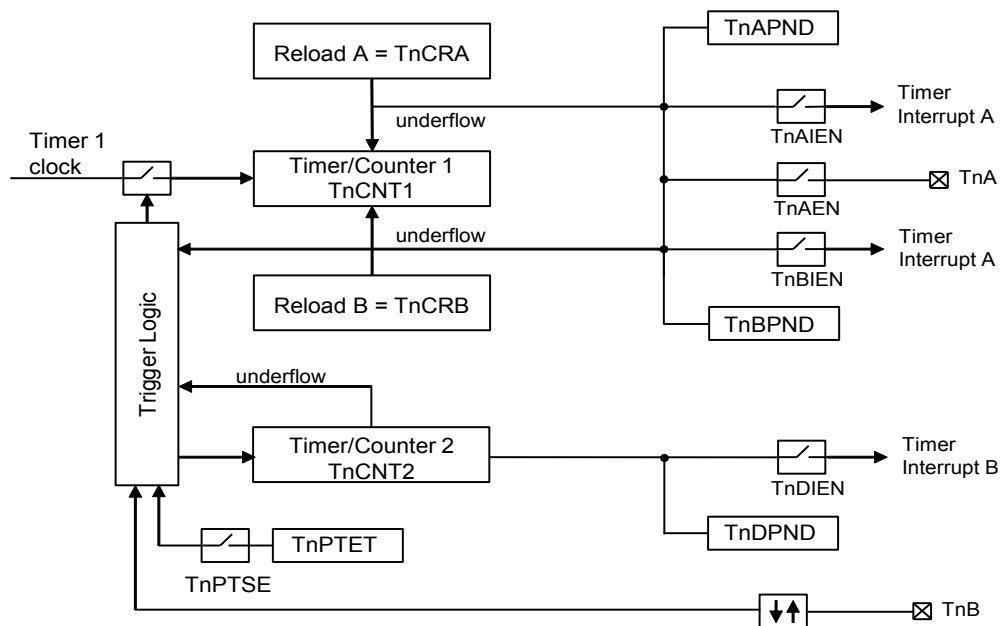 TnAPND
Reload A = TnCRA
underflow
Timer
Interrupt A
TnAIEN
Timer 1
clock
Timer/Counter 1
TnCNT1
TnA
TnAEN
underflow
Timer
Interrupt A
TnBIEN
Reload B = TnCRB
TnBPND
Trigger Logic
underflow
Timer/Counter 2
TnCNT2
Timer
Interrupt B
TnDIEN
TnDPND
TnPTET
TnPTSE
TnB